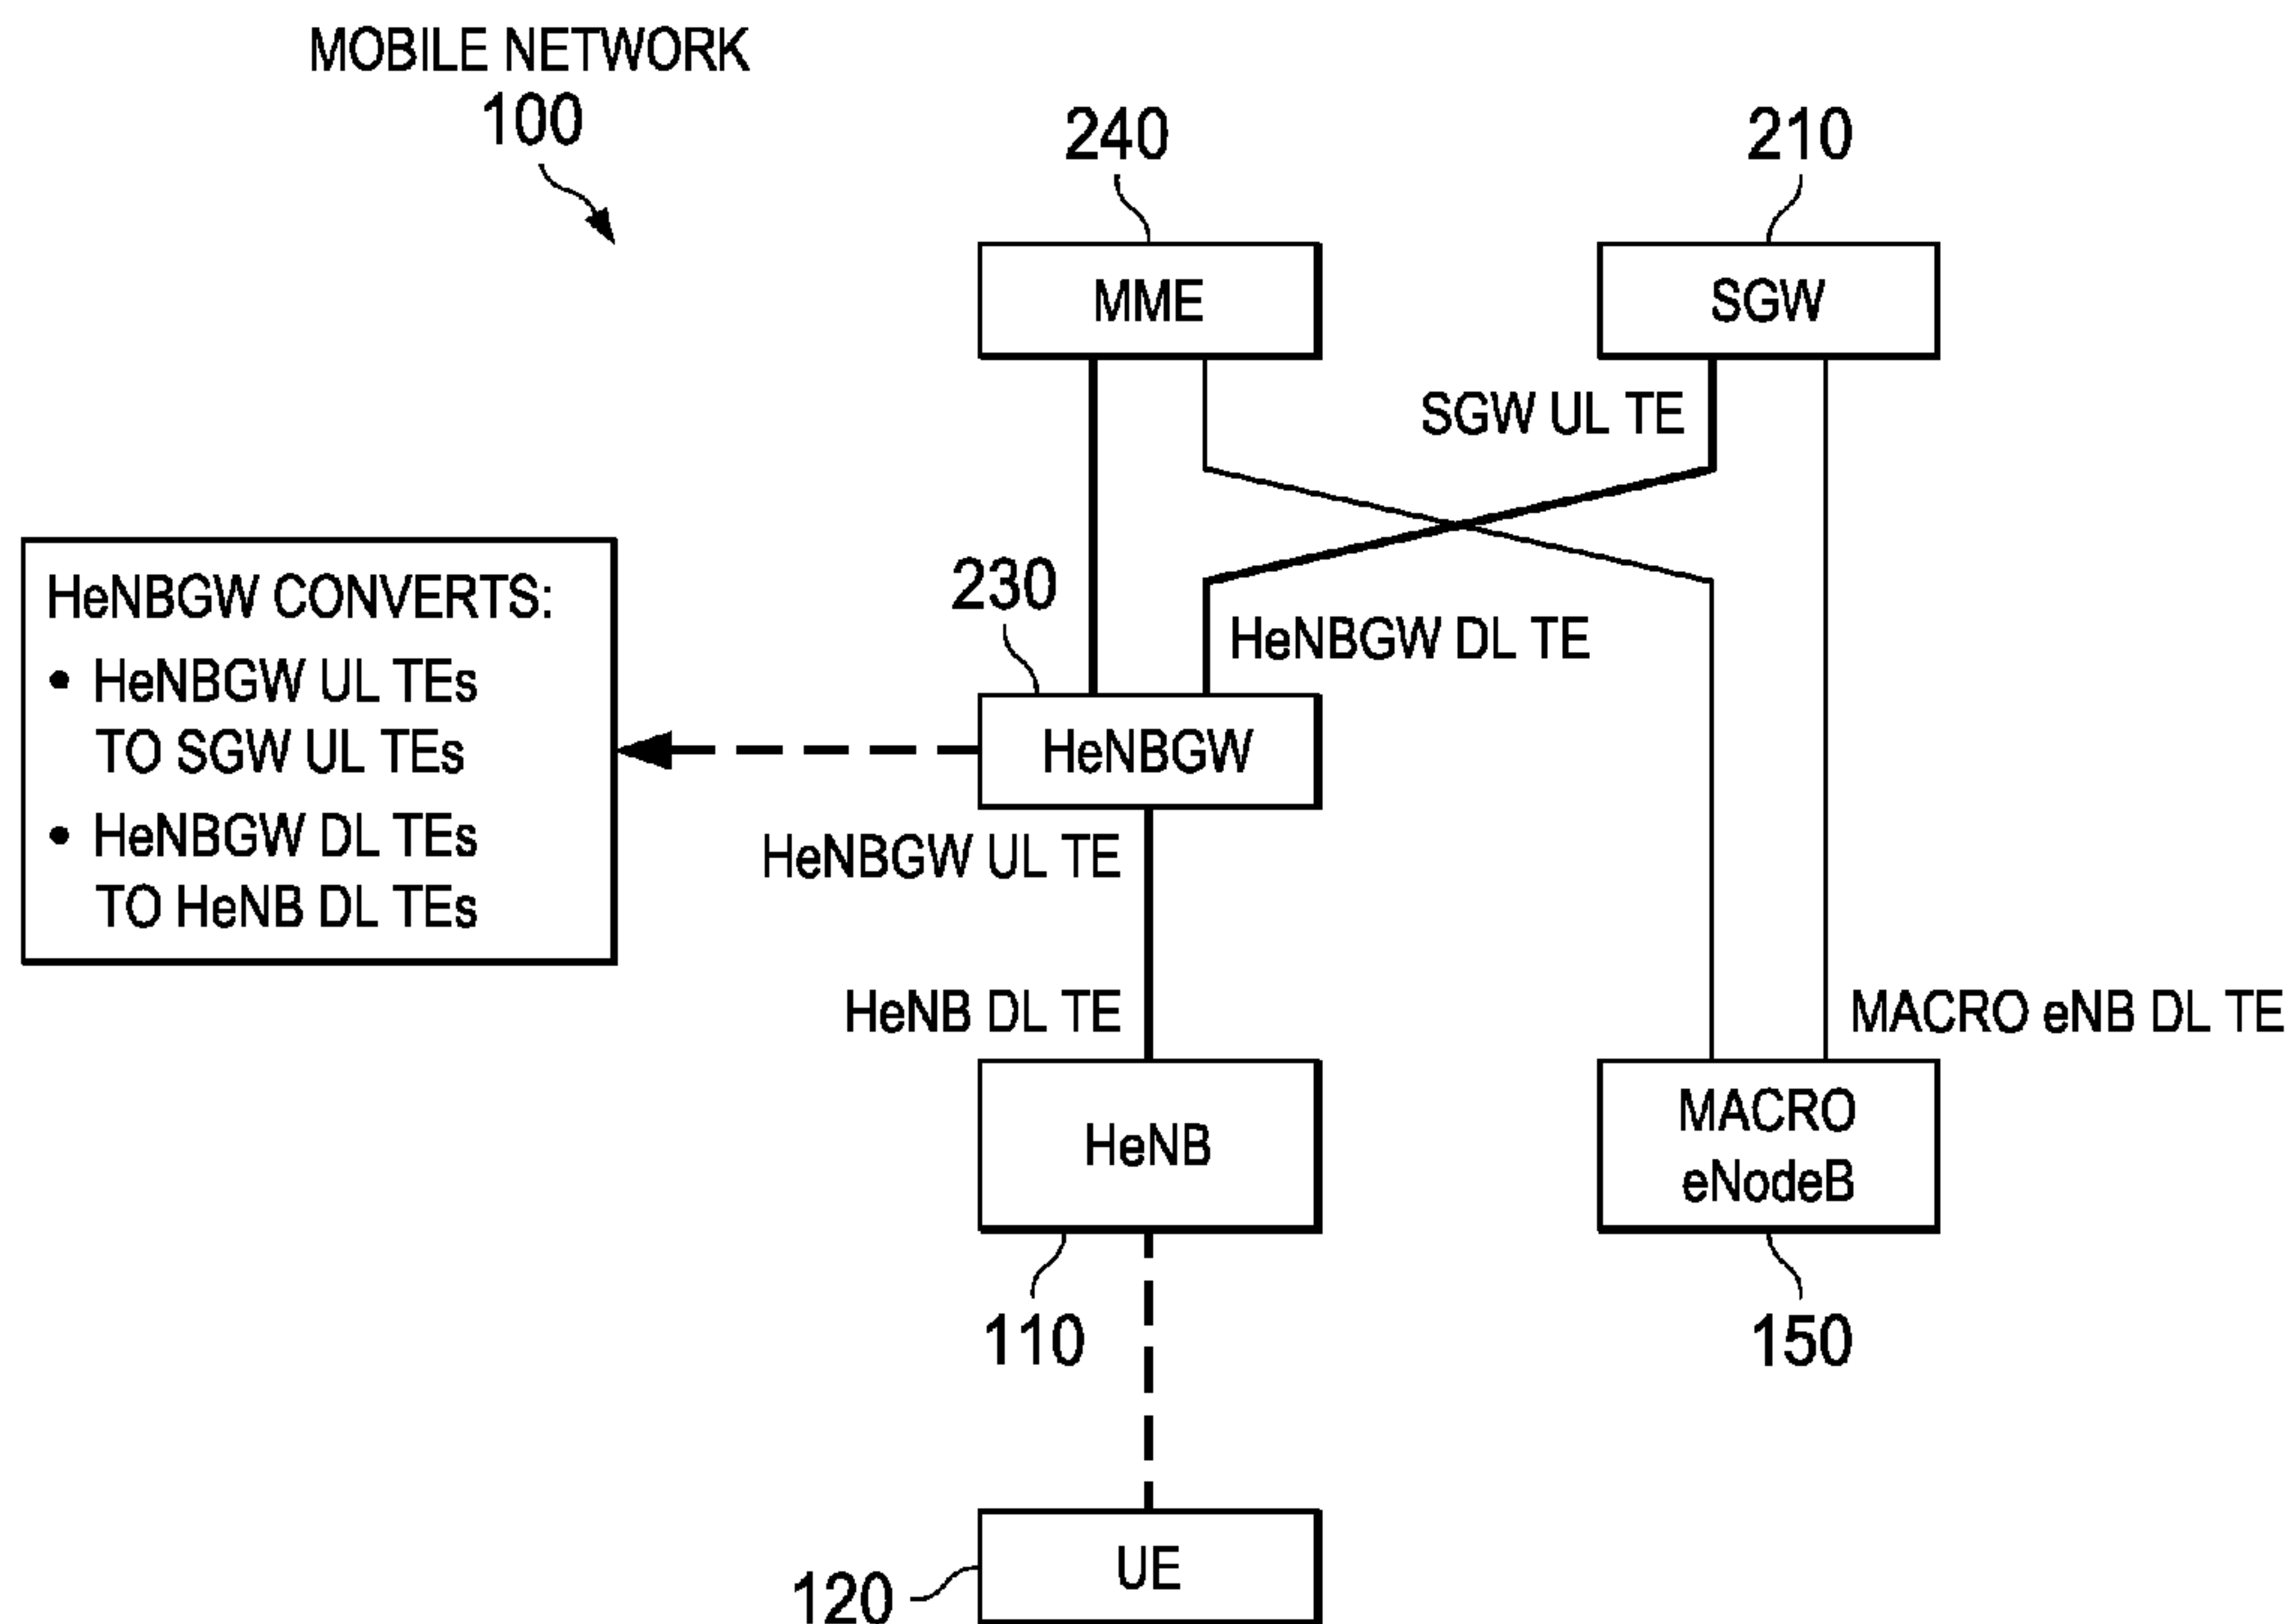 MOBILE NETWORK
100
240
210
MME
SGW
SGW UL TE
HeNBGW CONVERTS:
• HeNBGW UL TEs
TO SGW UL TEs
• HeNBGW DL TEs
TO HeNB DL TEs
230
HeNBGW DL TE
HeNBGW
HeNBGW UL TE
HeNB DL TE
MACRO eNB DL TE
HeNB
MACRO
eNodeB
110
150
UE
120